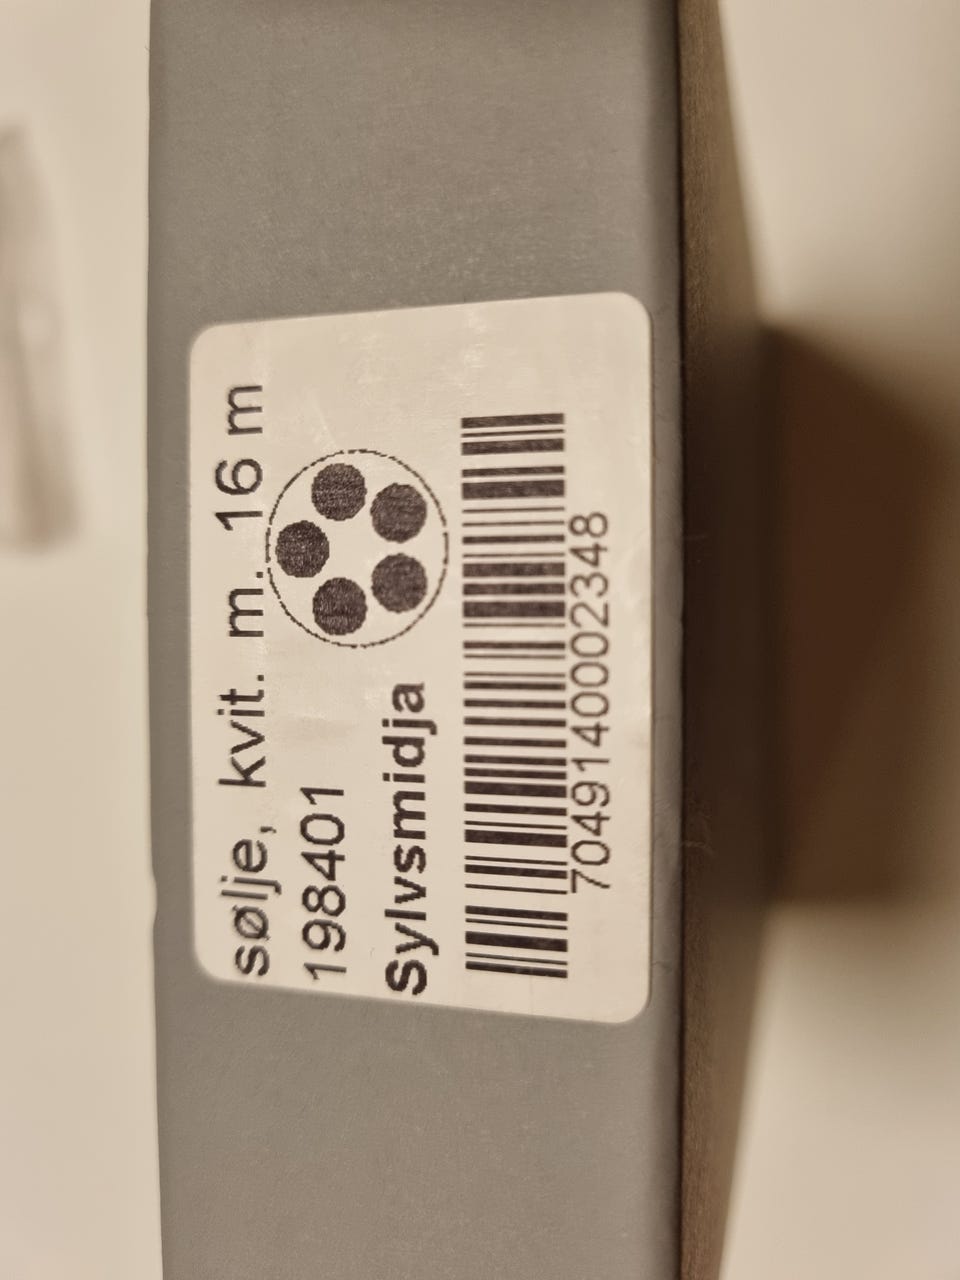 sølje, kvit. m. 16 m
198401
Sylvsmidja
7049140002348